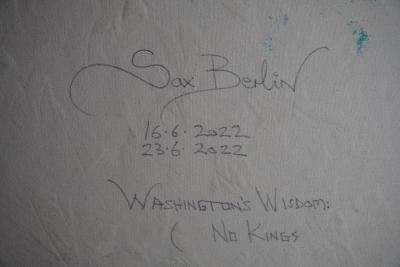 Sax Berlin
16·6·2022
23·6·2022
WASHINGTON'S WISDOM:
( NO KINGS